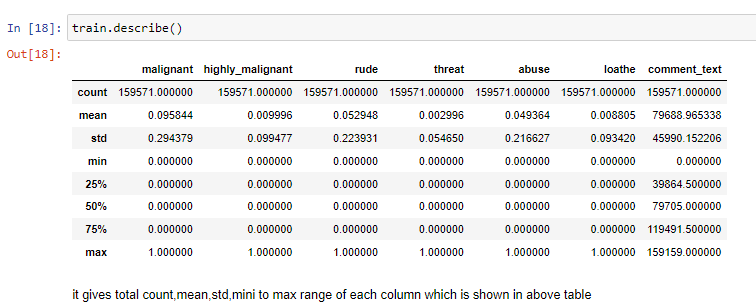 In [18]: train.describe()
Out[18]:
malignant highly_malignant rude threat abuse loathe comment_text
count 159571.000000 159571.000000 159571.000000 159571.000000 159571.000000 159571.000000 159571.000000
mean 0.095844 0.009996 0.052948 0.002996 0.049364 0.008805 79688.965338
std 0.294379 0.099477 0.223931 0.054650 0.216627 0.093420 45990.152206
min 0.000000 0.000000 0.000000 0.000000 0.000000 0.000000 0.000000
25% 0.000000 0.000000 0.000000 0.000000 0.000000 0.000000 39864.500000
50% 0.000000 0.000000 0.000000 0.000000 0.000000 0.000000 79705.000000
75% 0.000000 0.000000 0.000000 0.000000 0.000000 0.000000 119491.500000
max 1.000000 1.000000 1.000000 1.000000 1.000000 1.000000 159159.000000
it gives total count,mean,std,mini to max range of each column which is shown in above table